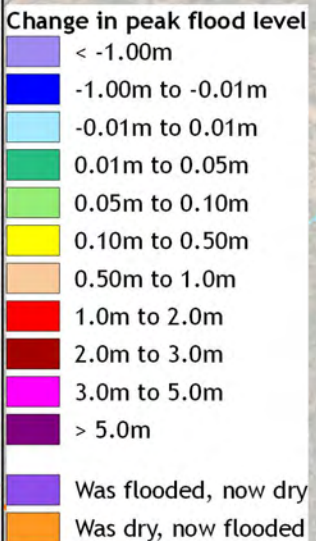 Change in peak flood level
< -1.00m
-1.00m to -0.01m
-0.01m to 0.01m
0.01m to 0.05m
0.05m to 0.10m
0.10m to 0.50m
0.50m to 1.0m
1.0m to 2.0m
2.0m to 3.0m
3.0m to 5.0m
> 5.0m
Was flooded, now dry
Was dry, now flooded